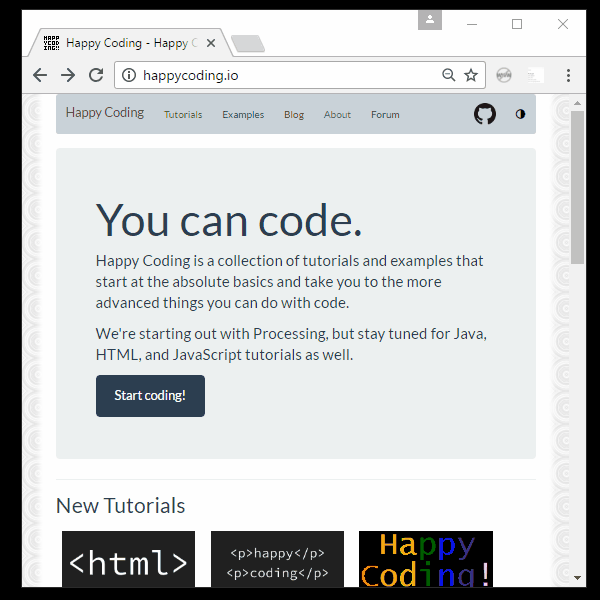 HAPP
YCOD
ING!!
Happy Coding - Happy C
happycoding.io
Happy Coding
Tutorials
Examples
Blog
About
Forum
You can code.
Happy Coding is a collection of tutorials and examples that
start at the absolute basics and take you to the more
advanced things you can do with code.
We're starting out with Processing, but stay tuned for Java,
HTML, and JavaScript tutorials as well.
Start coding!
New Tutorials
<html>
<p>happy</p>
<p>coding</p>
Happy
Coding!